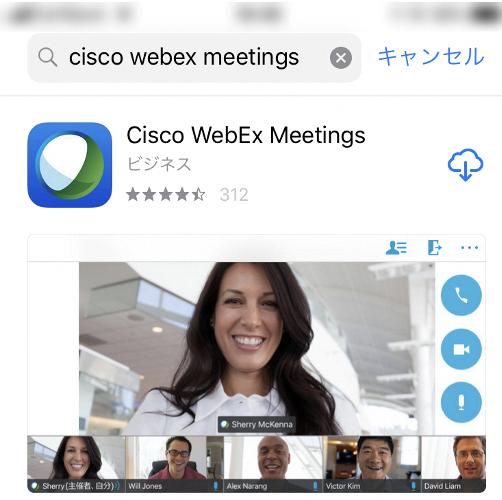 cisco webex meetings
キャンセル
Cisco WebEx Meetings
ビジネス
312
Sherry McKenna
Sherry(主催者、自分)
Will Jones
Alex Narang
Victor Kim
David Liam